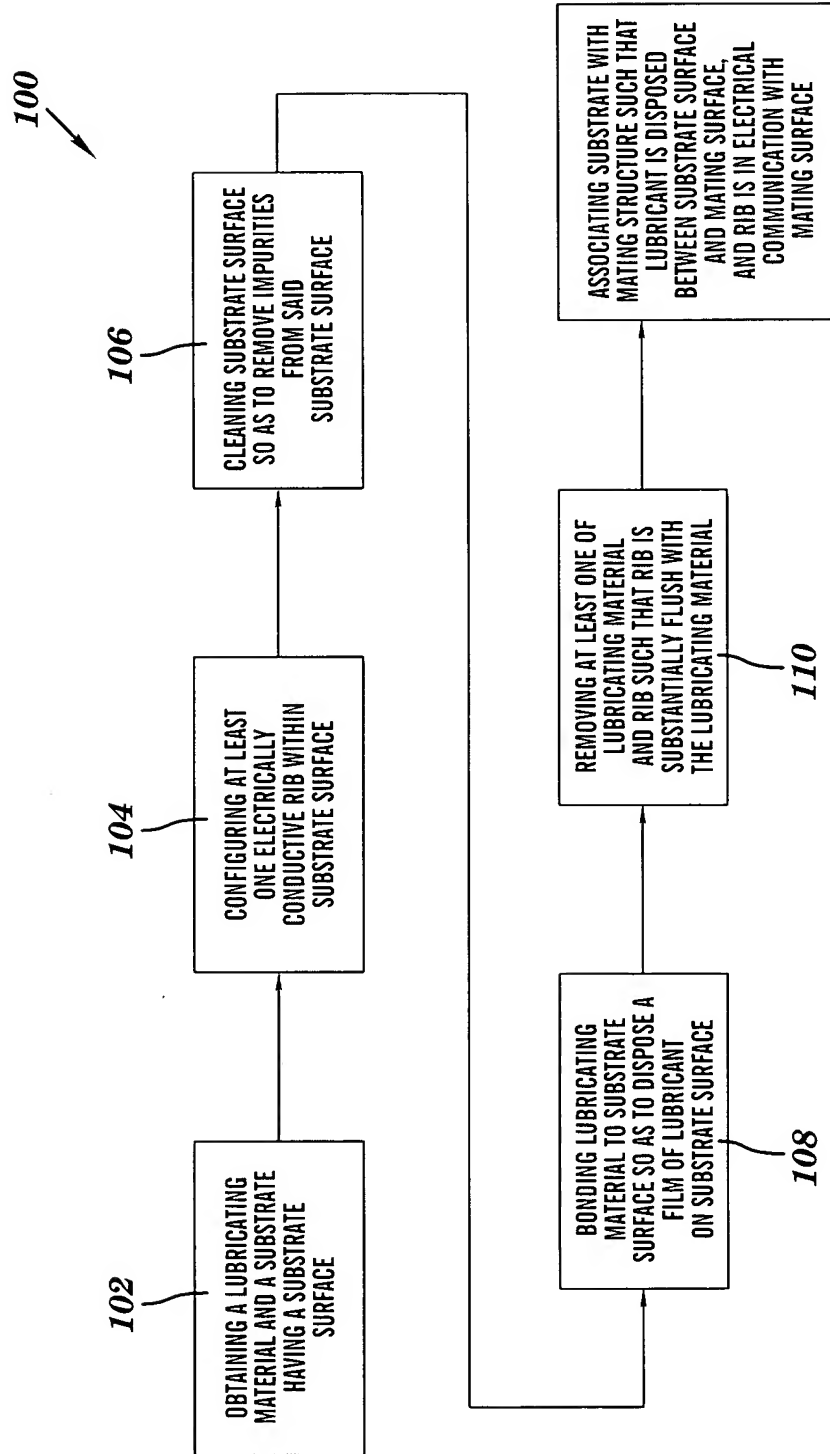 100
102
OBTAINING A LUBRICATING
MATERIAL AND A SUBSTRATE
HAVING A SUBSTRATE
SURFACE
104
CONFIGURING AT LEAST
ONE ELECTRICALLY
CONDUCTIVE RIB WITHIN
SUBSTRATE SURFACE
106
CLEANING SUBSTRATE SURFACE
SO AS TO REMOVE IMPURITIES
FROM SAID
SUBSTRATE SURFACE
BONDING LUBRICATING
MATERIAL TO SUBSTRATE
SURFACE SO AS TO DISPOSE A
FILM OF LUBRICANT
ON SUBSTRATE SURFACE
108
REMOVING AT LEAST ONE OF
LUBRICATING MATERIAL
AND RIB SUCH THAT RIB IS
SUBSTANTIALLY FLUSH WITH
THE LUBRICATING MATERIAL
110
ASSOCIATING SUBSTRATE WITH
MATING STRUCTURE SUCH THAT
LUBRICANT IS DISPOSED
BETWEEN SUBSTRATE SURFACE
AND MATING SURFACE,
AND RIB IS IN ELECTRICAL
COMMUNICATION WITH
MATING SURFACE